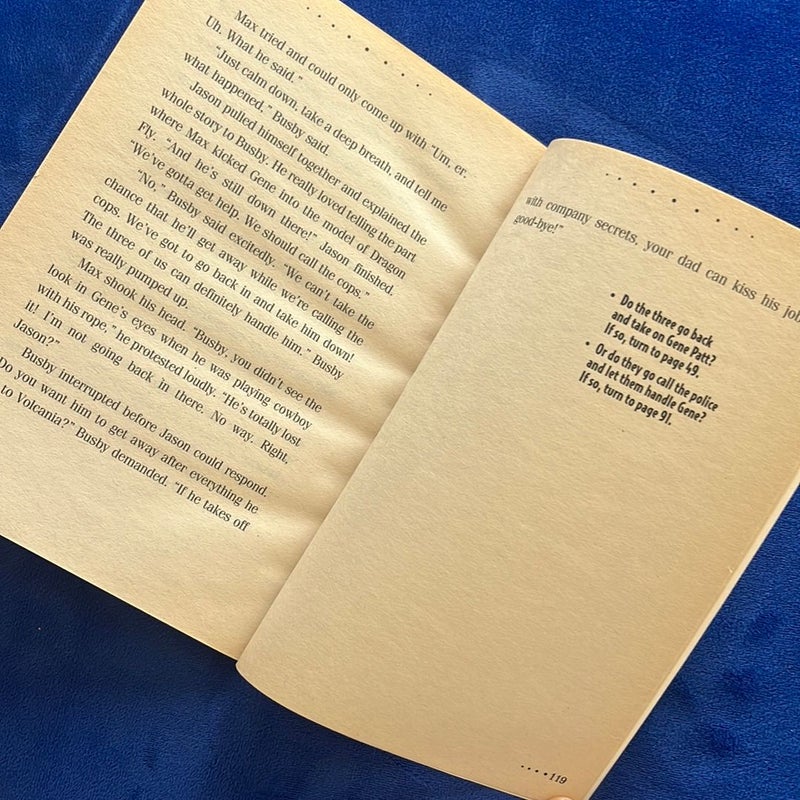 Max tried and could only come up with "Um, er.
Uh. What he said."
"Just calm down, take a deep breath, and tell me
what happened," Busby said.
Jason pulled himself together and explained the
whole story to Busby. He really loved telling the part
where Max kicked Gene into the model of Dragon
Fly. "And he's still down there!" Jason finished.
"We've gotta get help. We should call the cops."
"No," Busby said excitedly. "We can't take the
chance that he'll get away while we're calling the
cops. We've got to go back in and take him down!
The three of us can definitely handle him." Busby
was really pumped up.
Max shook his head. "Busby, you didn't see the
look in Gene's eyes when he was playing cowboy
with his rope," he protested loudly. "He's totally lost
it! I'm not going back in there. No way. Right,
Jason?"
Busby interrupted before Jason could respond.
Do you want him to get away after everything he
to Volcania?" Busby demanded. "If he takes off
with company secrets, your dad can kiss his job
good-bye!"
• Do the three go back
and take on Gene Patt?
If so, turn to page 49.
• Or do they go call the police
and let them handle Gene?
If so, turn to page 91.
• • • • 119